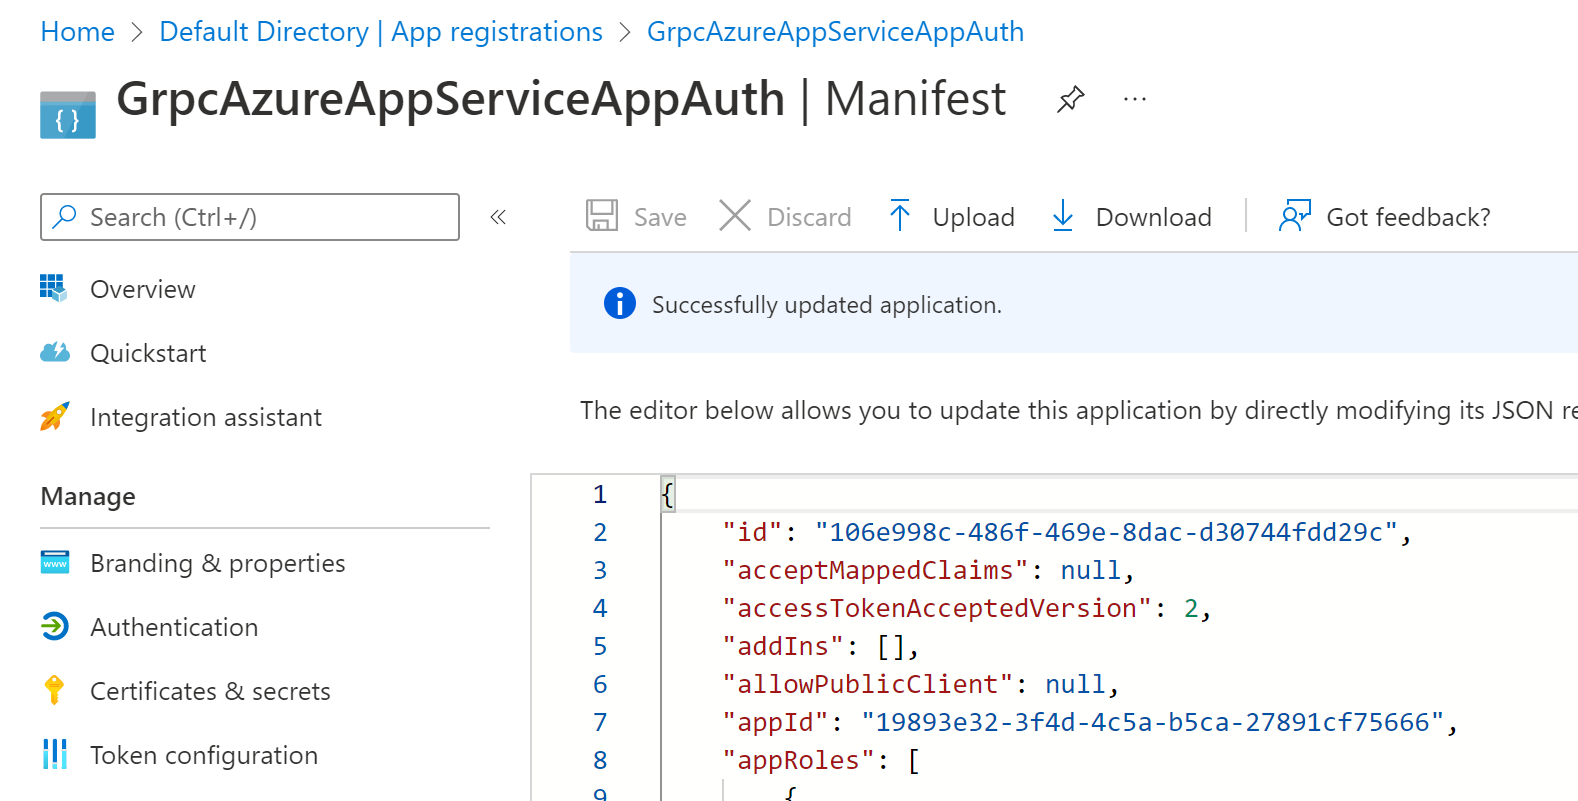 Home > Default Directory | App registrations > GrpcAzureAppServiceAppAuth
{ } GrpcAzureAppServiceAppAuth | Manifest ...
Search (Ctrl+/) «
Save Discard Upload Download Got feedback?
Overview
Quickstart
Integration assistant
Manage
www Branding & properties
Authentication
Certificates & secrets
Token configuration
Successfully updated application.
The editor below allows you to update this application by directly modifying its JSON re
1 {
2 "id": "106e998c-486f-469e-8dac-d30744fdd29c",
3 "acceptMappedClaims": null,
4 "accessTokenAcceptedVersion": 2,
5 "addIns": [],
6 "allowPublicClient": null,
7 "appId": "19893e32-3f4d-4c5a-b5ca-27891cf75666",
8 "appRoles": [
9 {